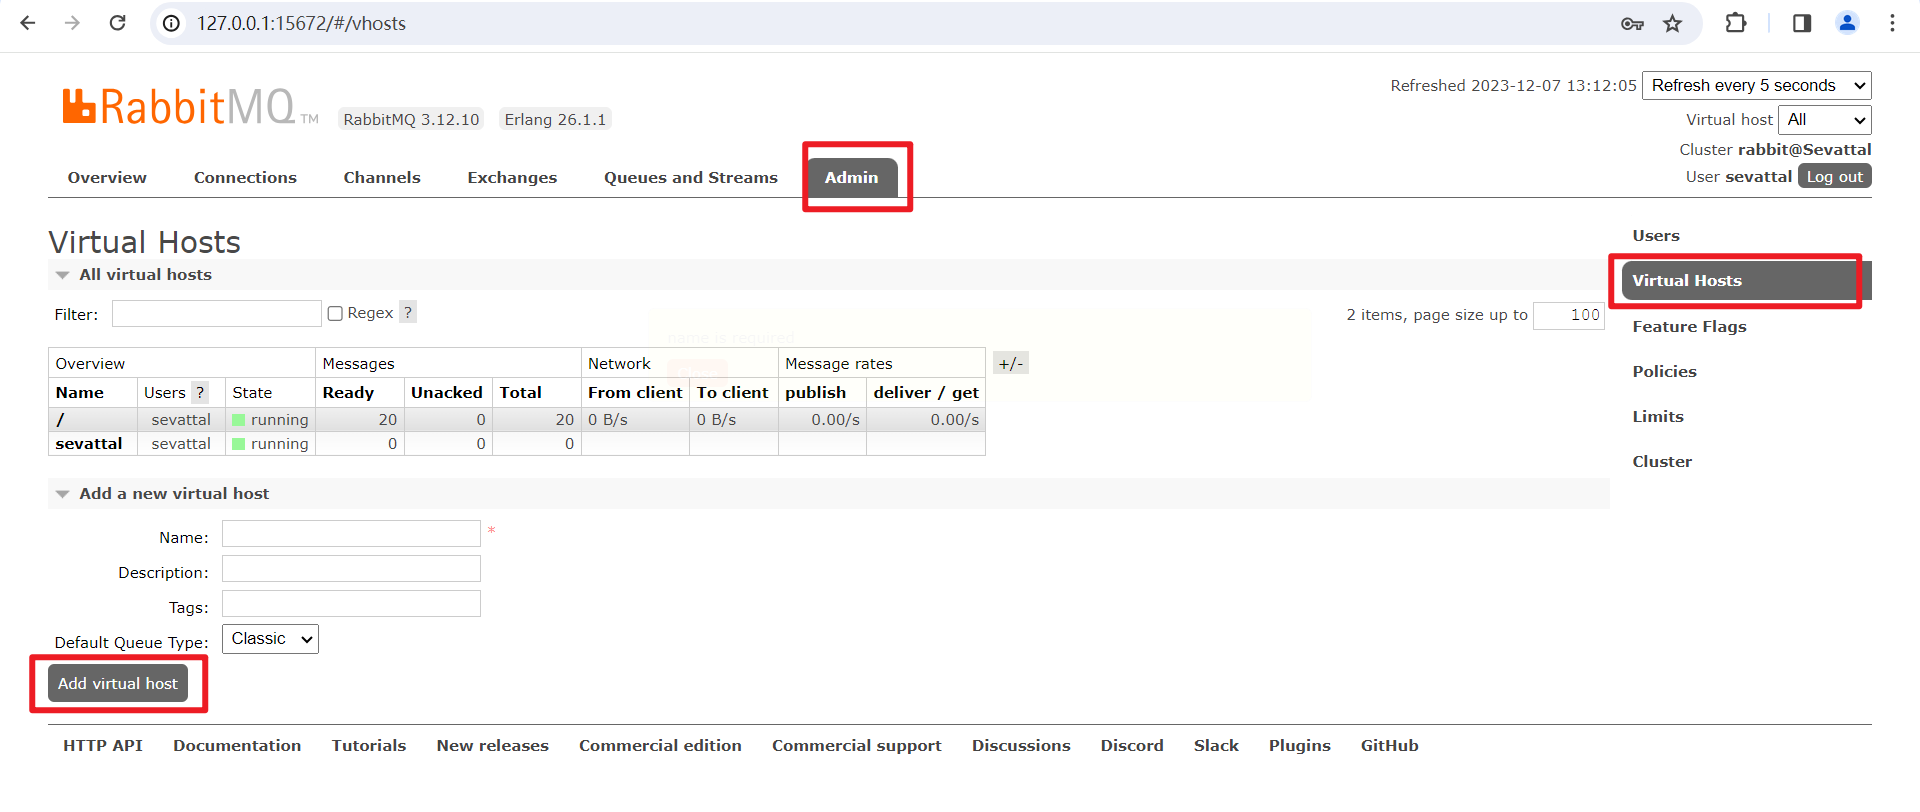 127.0.0.1:15672/#/vhosts
RabbitMQ TM RabbitMQ 3.12.10 Erlang 26.1.1
Refreshed 2023-12-07 13:12:05 Refresh every 5 seconds
Virtual host All
Cluster rabbit@Sevattal
User sevattal Log out
Overview Connections Channels Exchanges Queues and Streams Admin
Virtual Hosts
All virtual hosts
Filter: Regex ? 2 items, page size up to 100
name is required
Overview Messages Network Message rates +/-
Name Users ? State Ready Unacked Total From client To client publish deliver / get
/ sevattal running 20 0 20 0 B/s 0 B/s 0.00/s 0.00/s
sevattal sevattal running 0 0 0
Add a new virtual host
Name: *
Description:
Tags:
Default Queue Type: Classic
Add virtual host
Users
Virtual Hosts
Feature Flags
Policies
Limits
Cluster
HTTP API Documentation Tutorials New releases Commercial edition Commercial support Discussions Discord Slack Plugins GitHub